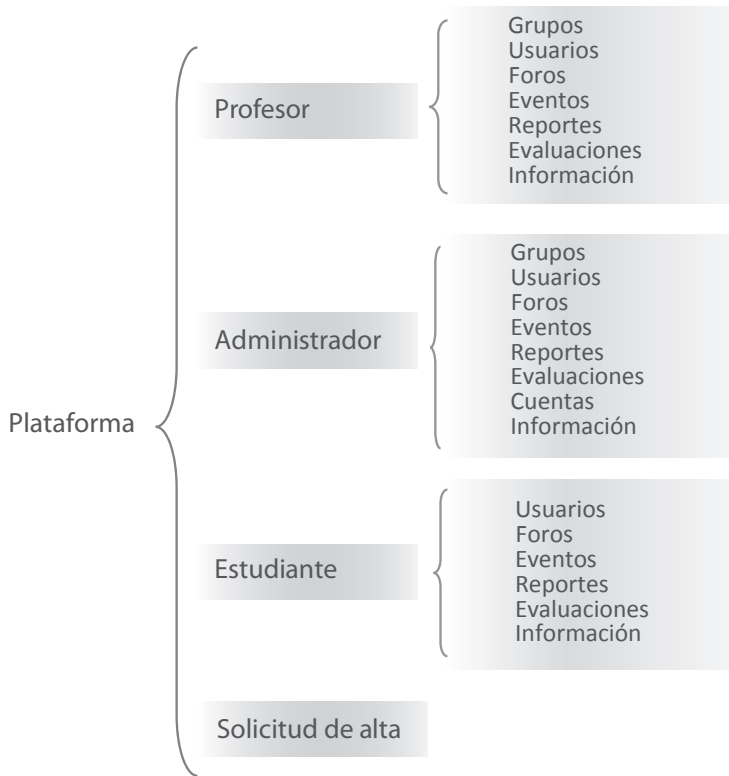 Plataforma
Profesor
Grupos
Usuarios
Foros
Eventos
Reportes
Evaluaciones
Información
Administrador
Grupos
Usuarios
Foros
Eventos
Reportes
Evaluaciones
Cuentas
Información
Estudiante
Usuarios
Foros
Eventos
Reportes
Evaluaciones
Información
Solicitud de alta